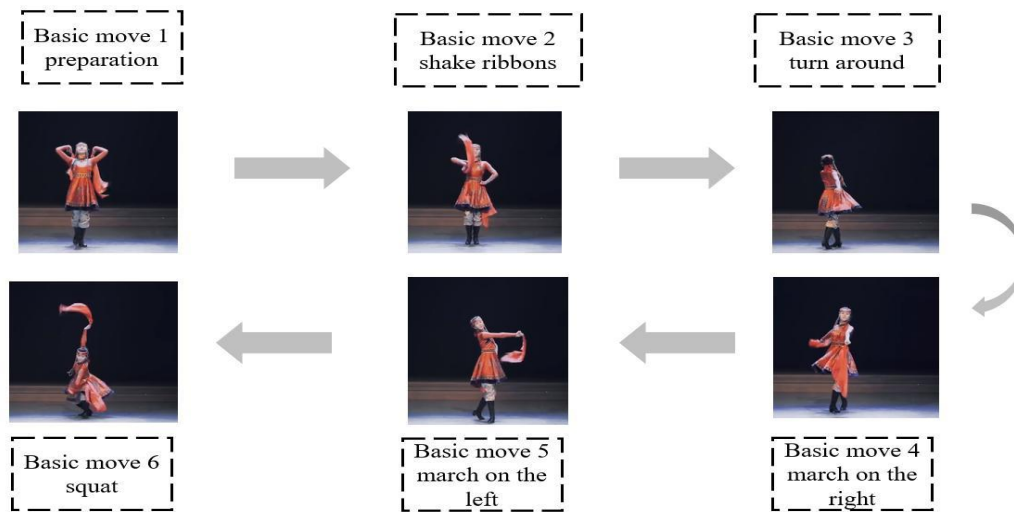 Basic move 1
preparation
Basic move 2
shake ribbons
Basic move 3
turn around
Basic move 6
squat
Basic move 5
march on the
left
Basic move 4
march on the
right